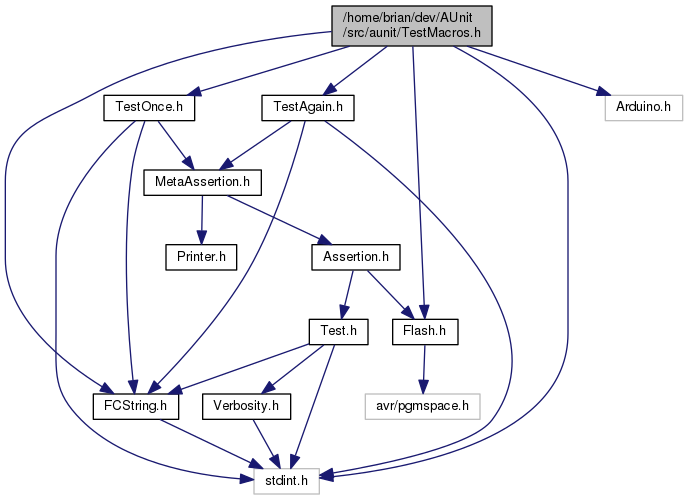 /home/brian/dev/AUnit
/src/aunit/TestMacros.h
TestOnce.h
TestAgain.h
Arduino.h
MetaAssertion.h
Printer.h
Assertion.h
Test.h
Flash.h
FCString.h
Verbosity.h
avr/pgmspace.h
stdint.h